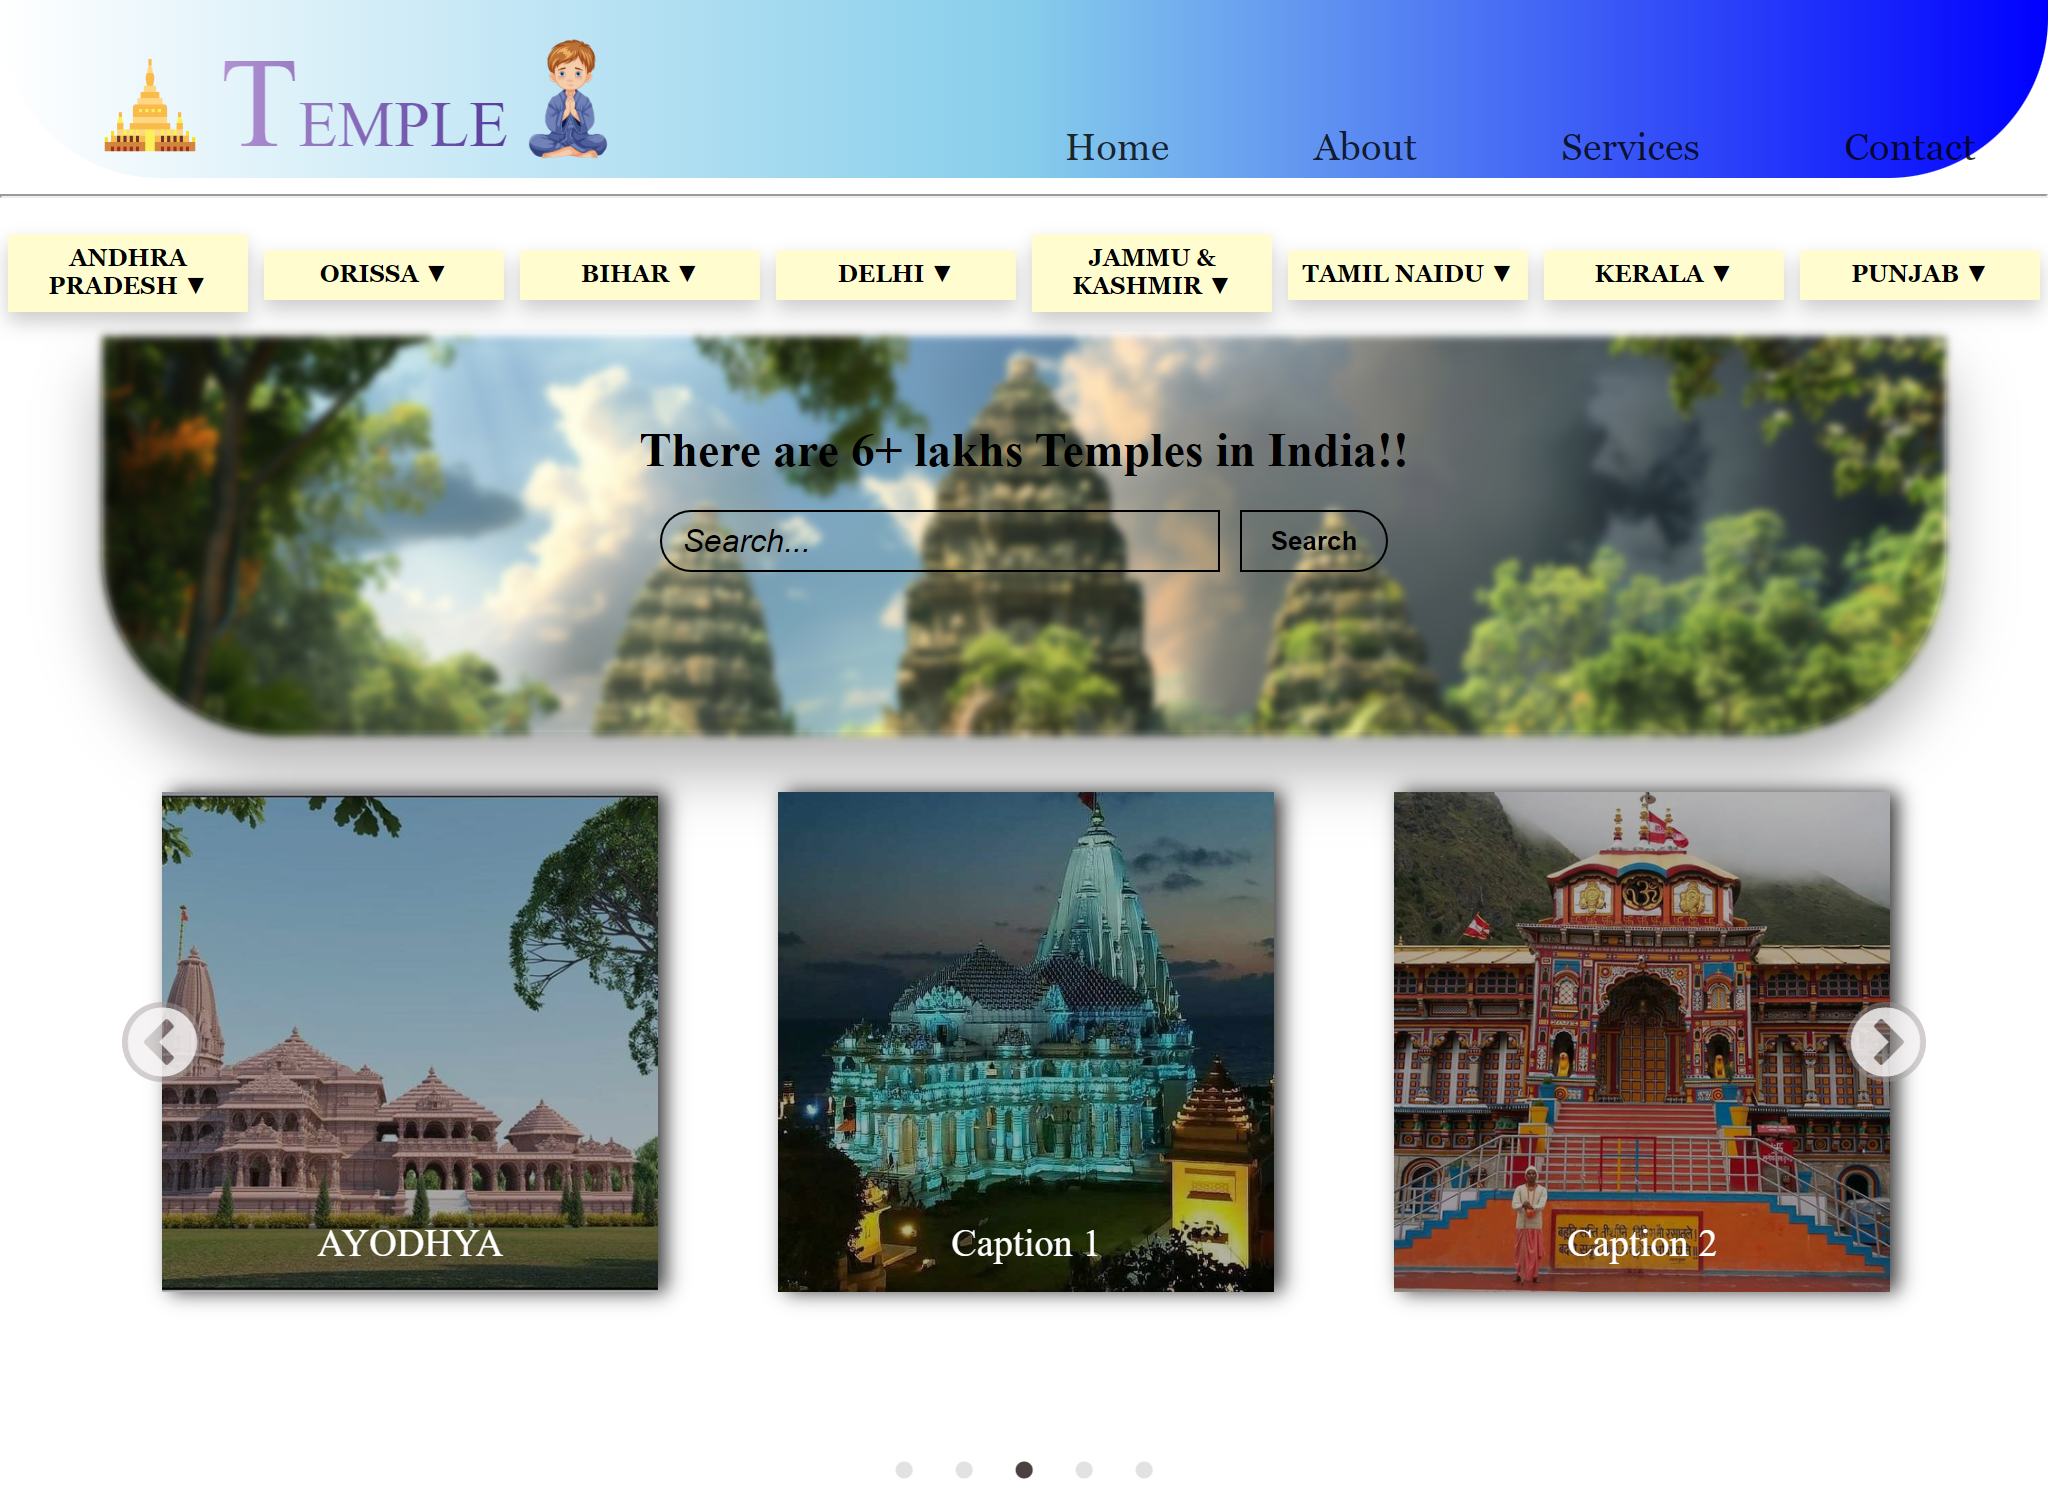 TEMPLE
Home About Services Contact
ANDHRA PRADESH ▼
ORISSA ▼
BIHAR ▼
DELHI ▼
JAMMU & KASHMIR ▼
TAMIL NAIDU ▼
KERALA ▼
PUNJAB ▼
There are 6+ lakhs Temples in India!!
Search...
Search
AYODHYA
Caption 1
Caption 2